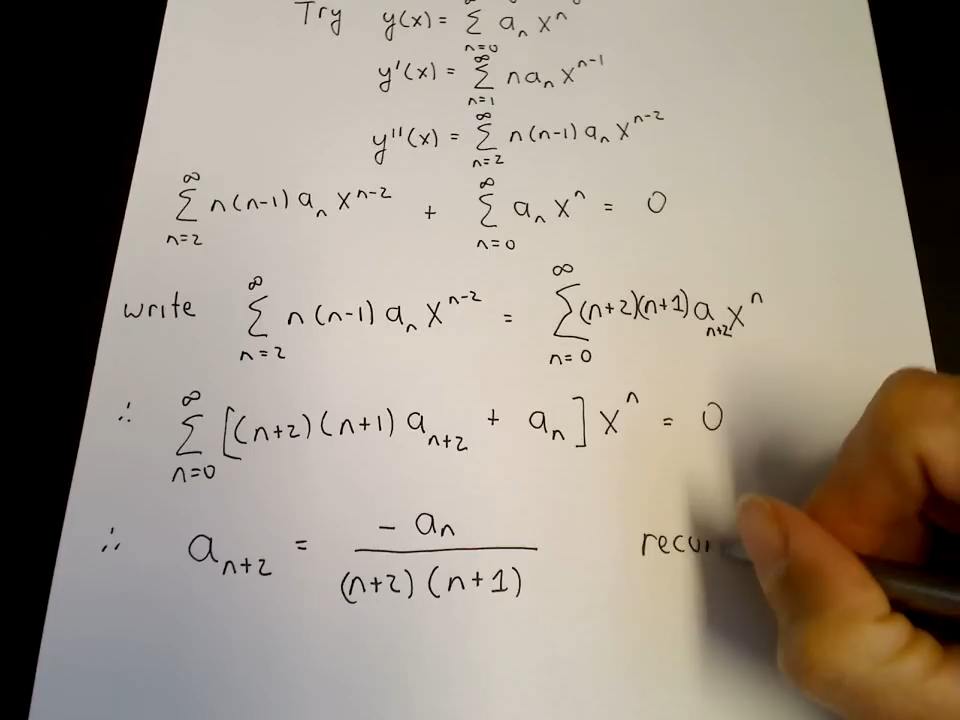 Try y(x) = ∑_{n=0} a_n x^n
y'(x) = ∑_{n=1}^{∞} n a_n x^{n-1}
y''(x) = ∑_{n=2}^{∞} n(n-1) a_n x^{n-2}
∑_{n=2}^{∞} n(n-1) a_n x^{n-2} + ∑_{n=0}^{∞} a_n x^n = 0
write ∑_{n=2}^{∞} n(n-1) a_n x^{n-2} = ∑_{n=0}^{∞} (n+2)(n+1) a_{n+2} x^n
∴ ∑_{n=0}^{∞} [(n+2)(n+1) a_{n+2} + a_n] x^n = 0
∴ a_{n+2} = \frac{-a_n}{(n+2)(n+1)}